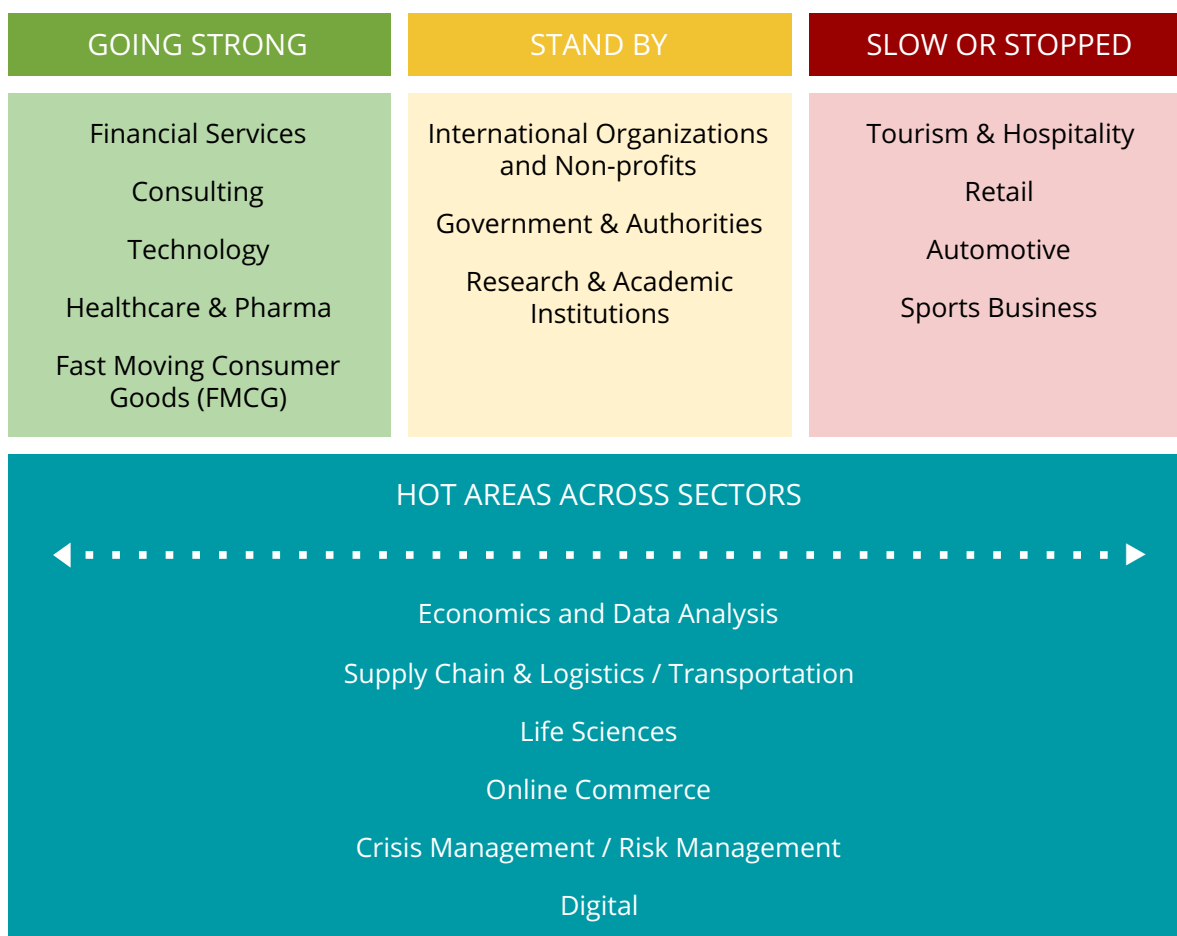 GOING STRONG
Financial Services
Consulting
Technology
Healthcare & Pharma
Fast Moving Consumer
Goods (FMCG)
STAND BY
International Organizations
and Non-profits
Government & Authorities
Research & Academic
Institutions
SLOW OR STOPPED
Tourism & Hospitality
Retail
Automotive
Sports Business
HOT AREAS ACROSS SECTORS
Economics and Data Analysis
Supply Chain & Logistics / Transportation
Life Sciences
Online Commerce
Crisis Management / Risk Management
Digital